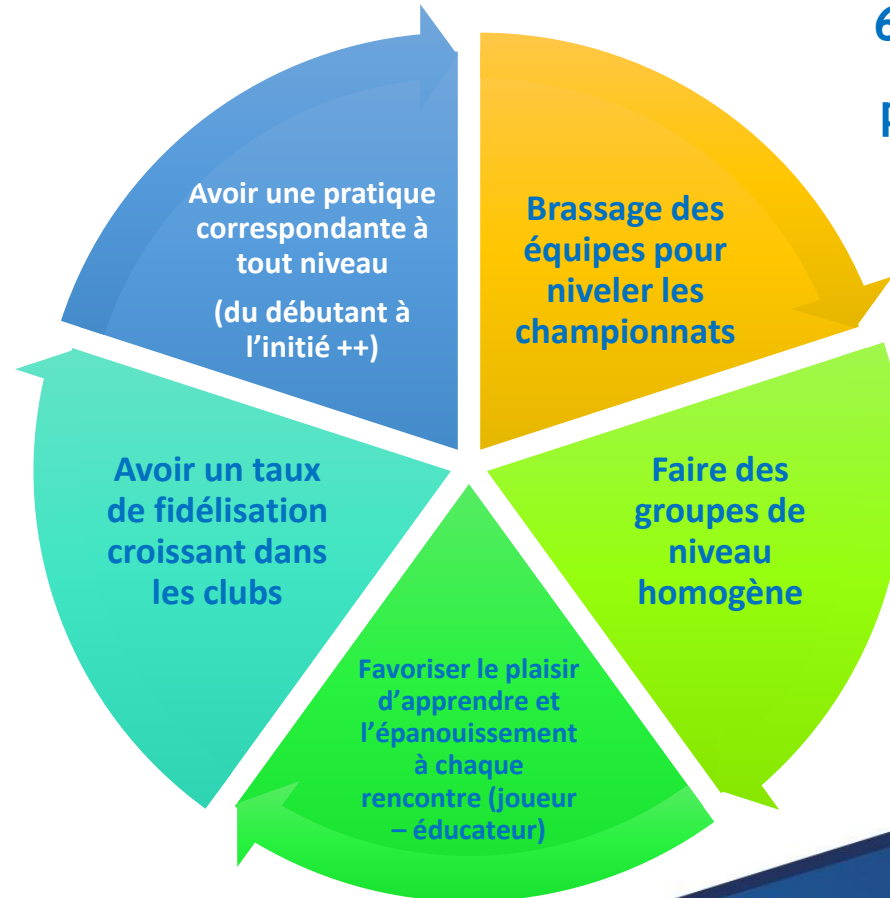 Avoir une pratique
correspondante à
tout niveau
(du débutant à
l'initié ++)
Brassage des
équipes pour
niveler les
championnats
Faire des
groupes de
niveau
homogène
Favoriser le plaisir
d'apprendre et
l'épanouissement
à chaque
rencontre (joueur
– éducateur)
Avoir un taux
de fidélisation
croissant dans
les clubs